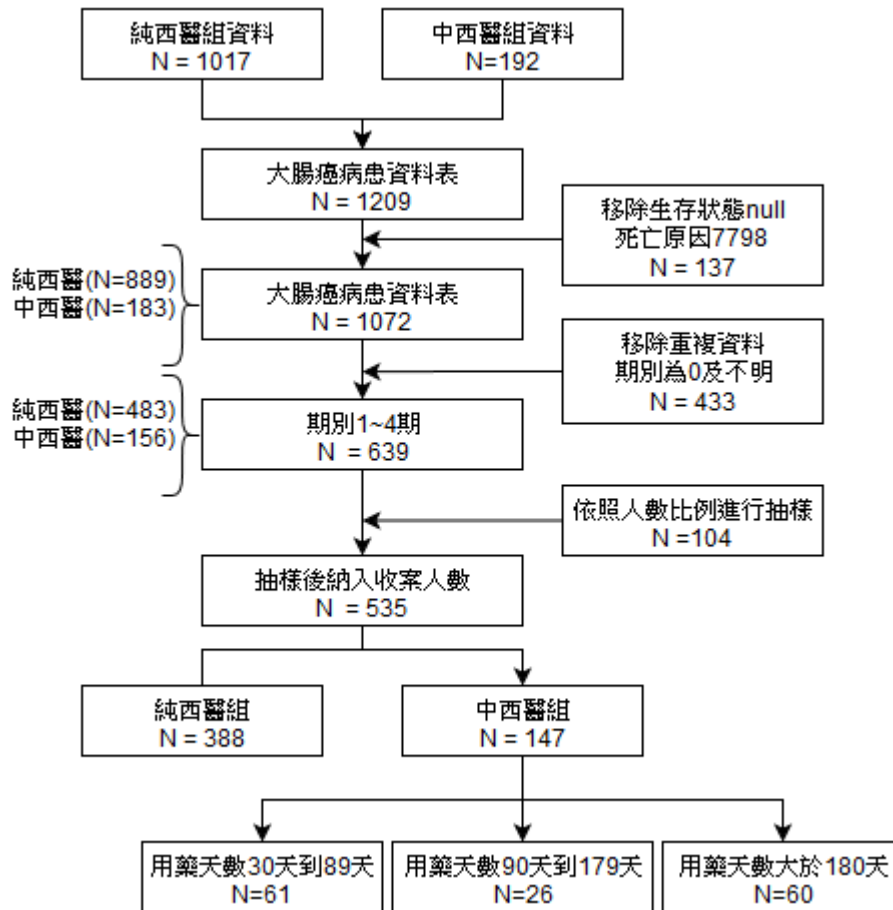 純西醫組資料
N = 1017
中西醫組資料
N=192
大腸癌病患資料表
N = 1209
移除生存狀態null
死亡原因7798
N = 137
純西醫(N=889)
中西醫(N=183)
大腸癌病患資料表
N = 1072
移除重複資料
期別為0及不明
N = 433
純西醫(N=483)
中西醫(N=156)
期別1~4期
N = 639
依照人數比例進行抽樣
N =104
抽樣後納入收案人數
N = 535
純西醫組
N = 388
中西醫組
N = 147
用藥天數30天到89天
N=61
用藥天數90天到179天
N=26
用藥天數大於180天
N=60